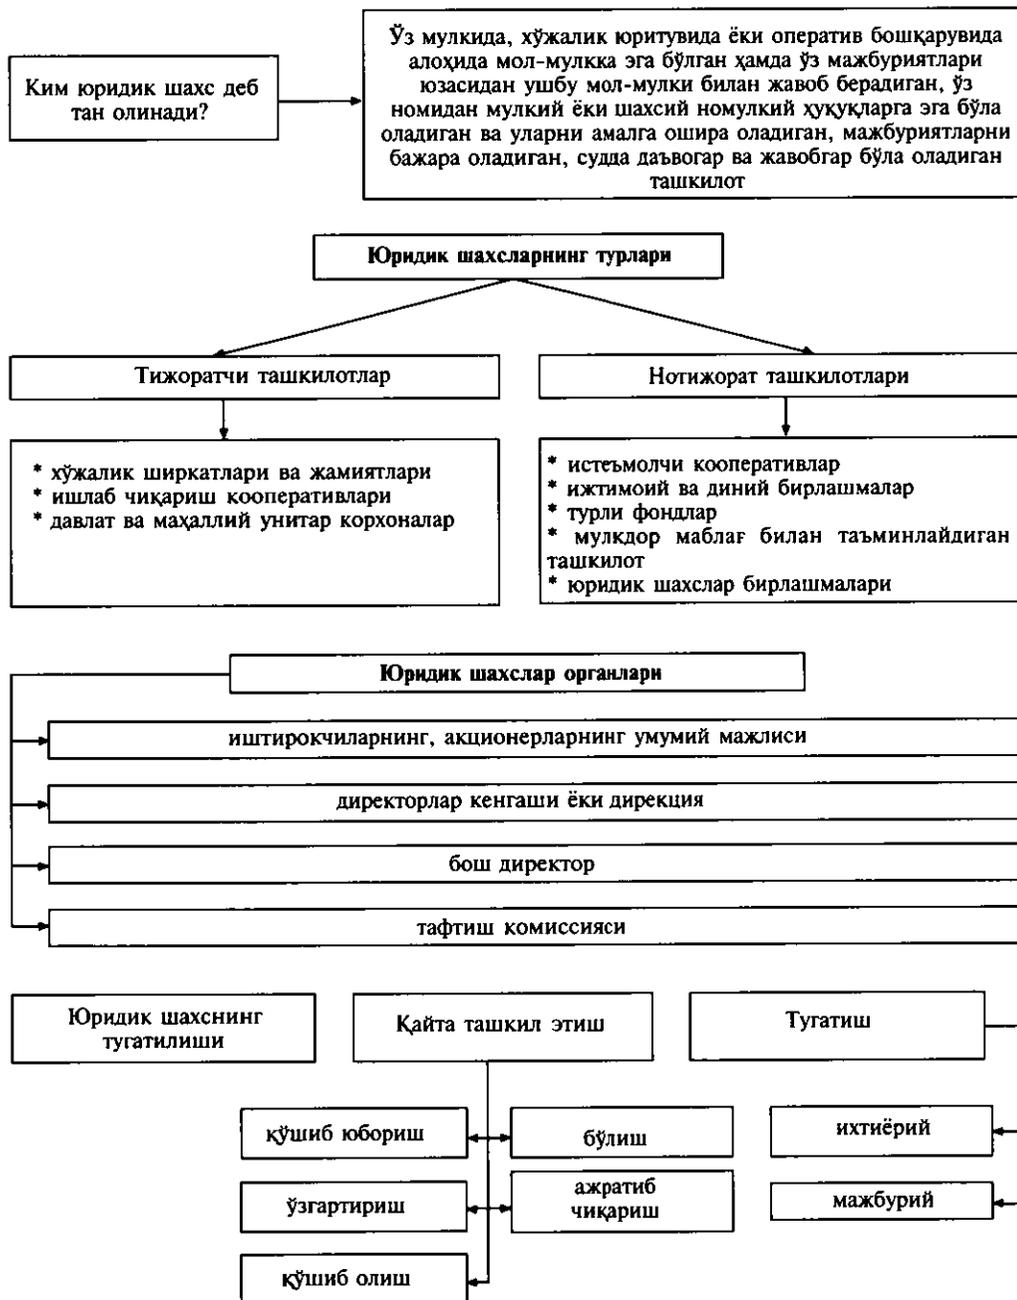 Ким юридик шахс деб
тан олинади?
Ўз мулкида, хўжалик юритувида ёки оператив бошқарувида
алоҳида мол-мулкка эга бўлган ҳамда ўз мажбуриятлари
юзасидан ушбу мол-мулки билан жавоб берадиган, ўз
номидан мулкий ёки шахсий номулкий ҳуқуқларга эга бўла
оладиган ва уларни амалга ошира оладиган, мажбуриятларни
бажара оладиган, судда даъвогар ва жавобгар бўла оладиган
ташкилот
Юридик шахсларнинг турлари
Тижоратчи ташкилотлар
* хўжалик ширкатлари ва жамиятлари
* ишлаб чиқариш кооперативлари
* давлат ва маҳаллий унитар корхоналар
Нотижорат ташкилотлари
* истеъмолчи кооперативлар
* ижтимоий ва диний бирлашмалар
* турли фондлар
* мулкдор маблағ билан таъминлайдиган
ташкилот
* юридик шахслар бирлашмалари
Юридик шахслар органлари
иштирокчиларнинг, акционерларнинг умумий мажлиси
директорлар кенгаши ёки дирекция
бош директор
тафтиш комиссияси
Юридик шахснинг
тугатилиши
Қайта ташкил этиш
Тугатиш
қўшиб юбориш
бўлиш
ихтиёрий
ўзгартириш
ажратиб
чиқариш
мажбурий
қўшиб олиш